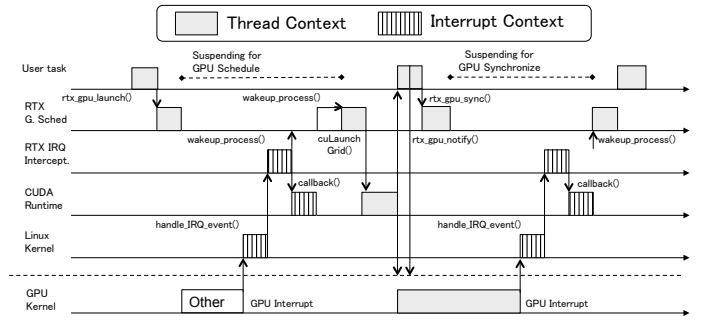 Thread Context
Interrupt Context
Suspending for
GPU Schedule
Suspending for
GPU Synchronize
User task
rtx_gpu_launch()
wakeup_process()
rtx_gpu_sync()
RTX
G. Sched
wakeup_process()
cuLaunch
Grid()
rtx_gpu_notify()
wakeup_process()
RTX IRQ
Intercept.
callback()
callback()
CUDA
Runtime
handle_IRQ_event()
handle_IRQ_event()
Linux
Kernel
GPU
Kernel
Other
GPU Interrupt
GPU Interrupt